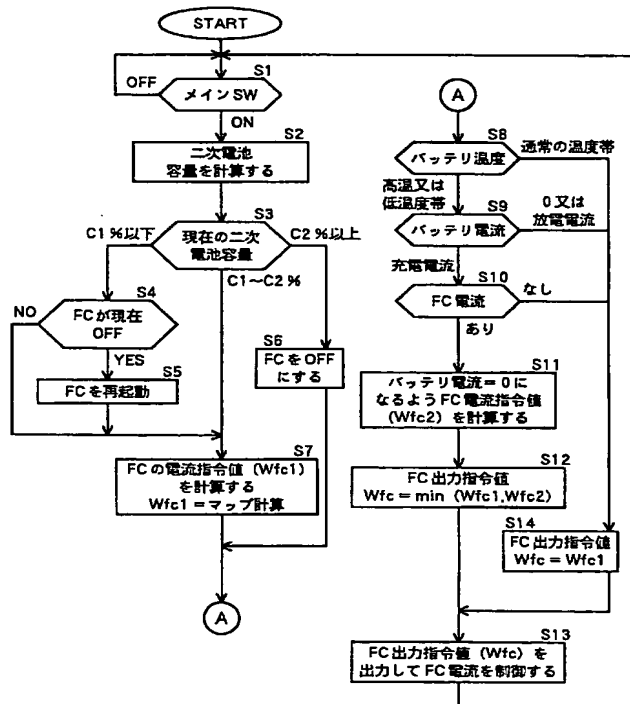 START
S1
OFF
メインSW
ON
S2
二次電池
容量を計算する
S3
C1%以下
現在の二次
電池容量
C2%以上
C1～C2%
S4
NO
FCが現在
OFF
YES
S5
FCを再起動
S6
FCをOFF
にする
S7
FCの電流指令値(Wfc1)
を計算する
Wfc1=マップ計算
A
A
S8
バッテリ温度
通常の温度帯
高温又は
低温度帯
S9
バッテリ電流
0又は
放電電流
充電電流
S10
FC電流
なし
あり
S11
バッテリ電流=0に
なるようFC電流指令値
(Wfc2)を計算する
S12
FC出力指令値
Wfc=min(Wfc1,Wfc2)
S14
FC出力指令値
Wfc=Wfc1
S13
FC出力指令値(Wfc)を
出力してFC電流を制御する